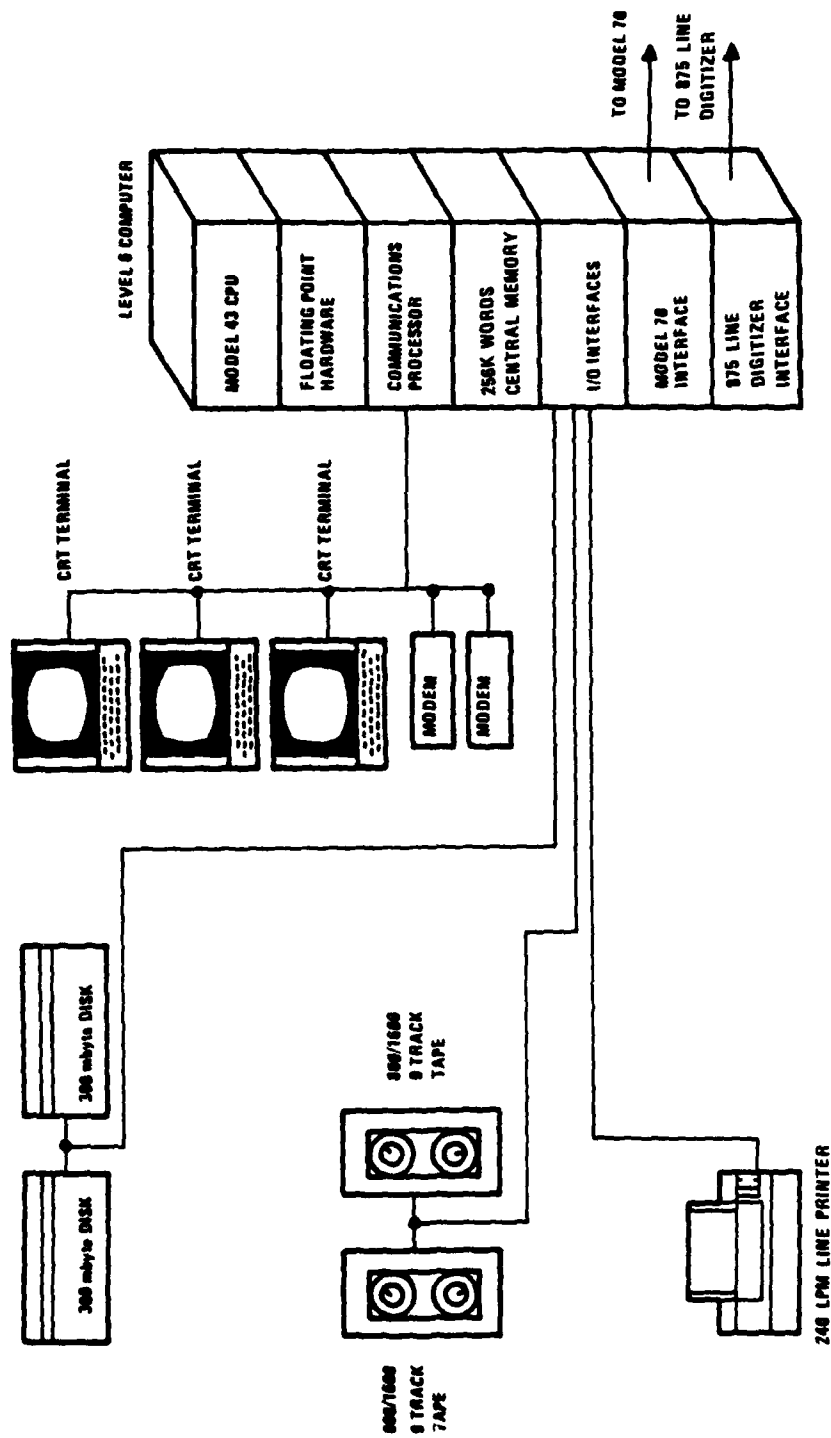 300 mbyte DISK
300 mbyte DISK
800/1600
9 TRACK
TAPE
800/1600
9 TRACK
TAPE
240 LPM LINE PRINTER
CRT TERMINAL
CRT TERMINAL
CRT TERMINAL
MODEM
MODEM
LEVEL 6 COMPUTER
MODEL 43 CPU
FLOATING POINT
HARDWARE
COMMUNICATIONS
PROCESSOR
256K WORDS
CENTRAL MEMORY
I/O INTERFACES
MODEL 70
INTERFACE
875 LINE
DIGITIZER
INTERFACE
TO MODEL 70
TO 875 LINE
DIGITIZER